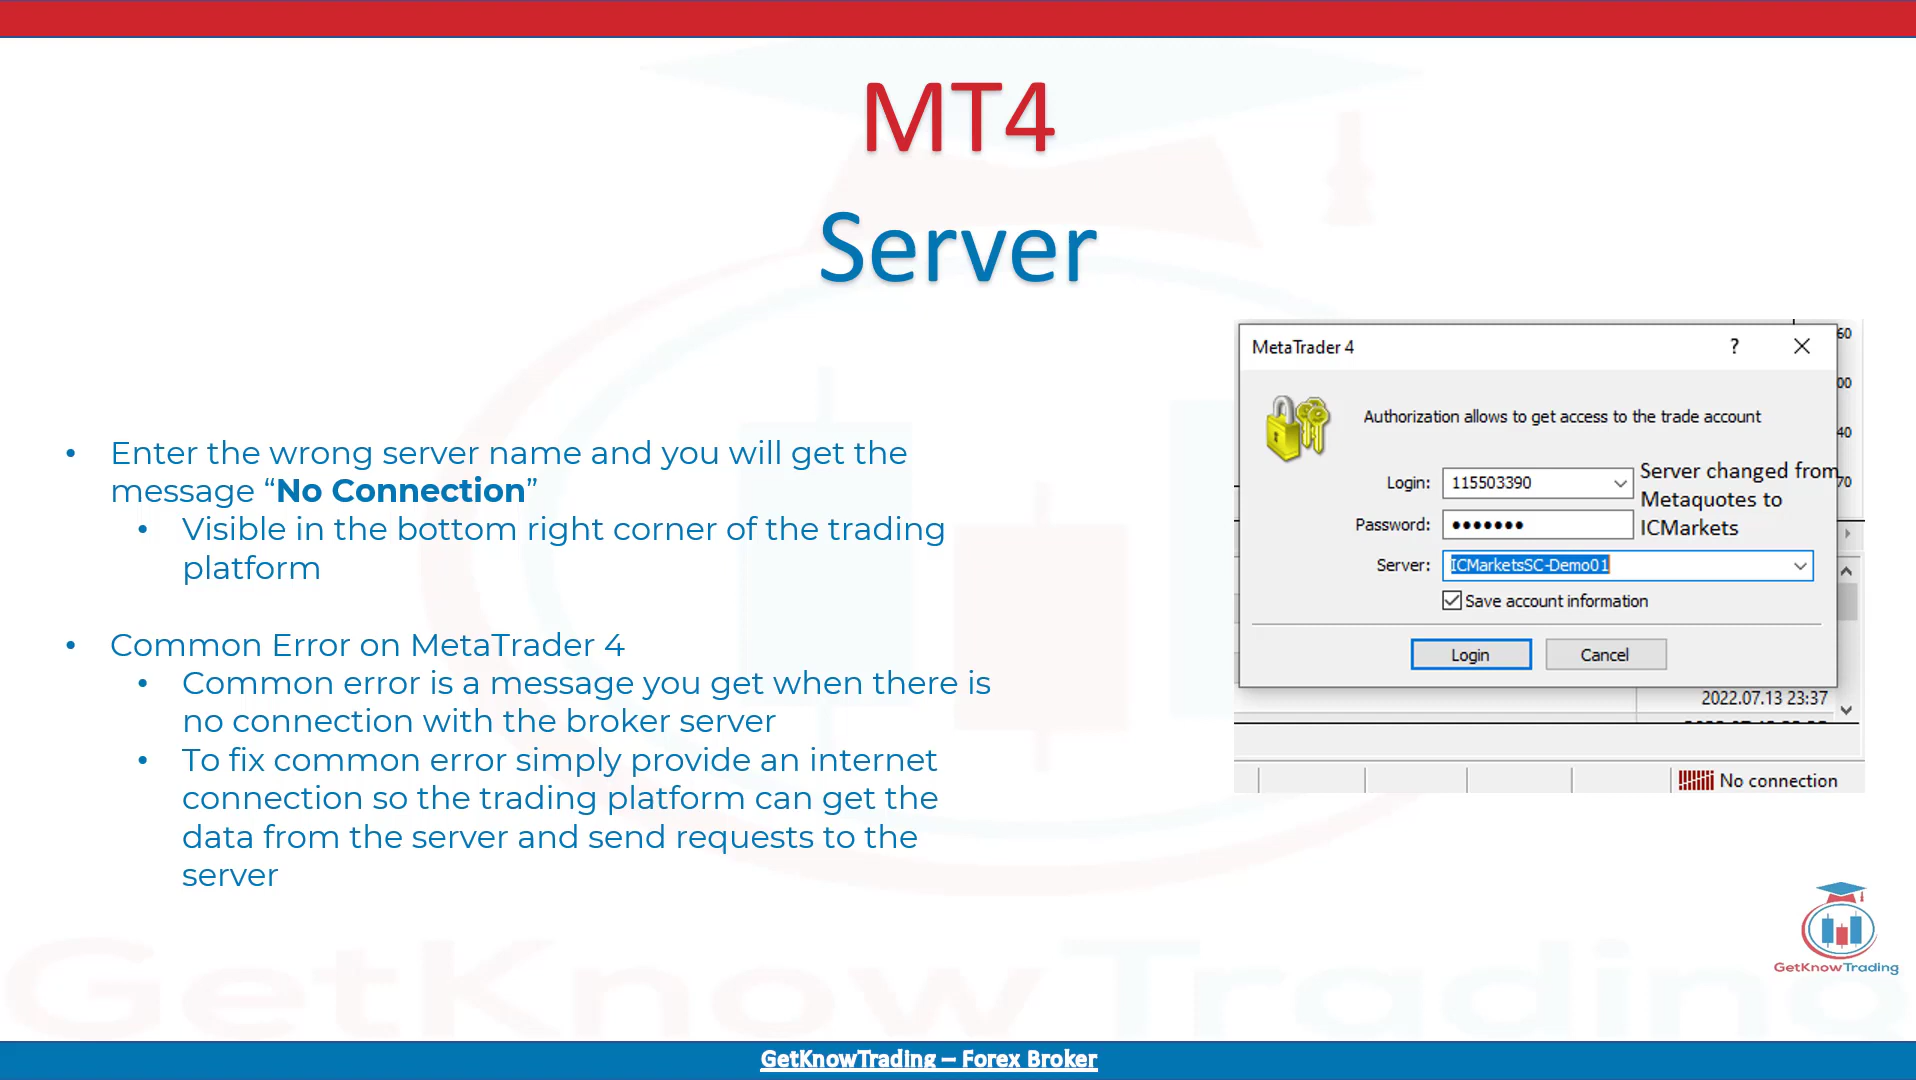 MT4
Server
• Enter the wrong server name and you will get the
message “No Connection”
• Visible in the bottom right corner of the trading
platform
• Common Error on MetaTrader 4
• Common error is a message you get when there is
no connection with the broker server
• To fix common error simply provide an internet
connection so the trading platform can get the
data from the server and send requests to the
server
MetaTrader 4 ?
Authorization allows to get access to the trade account
Login: 115503390
Password: •••••••
Server changed from
Metaquotes to
ICMarkets
Server: ICMarketsSC-Demo01
Save account information
Login Cancel
60
00
40
70
2022.07.13 23:37
No connection
GetKnowTrading
GetKnowTrading
GetKnowTrading – Forex Broker